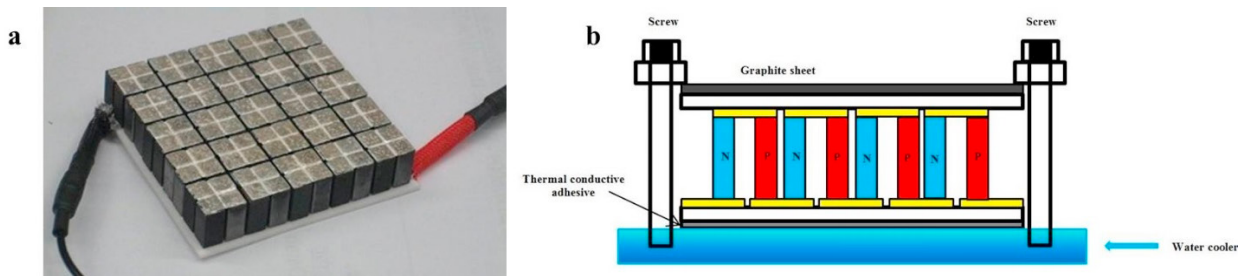 a
b
Screw
Screw
Graphite sheet
N
P
N
P
N
P
N
P
Thermal conductive
adhesive
Water cooler